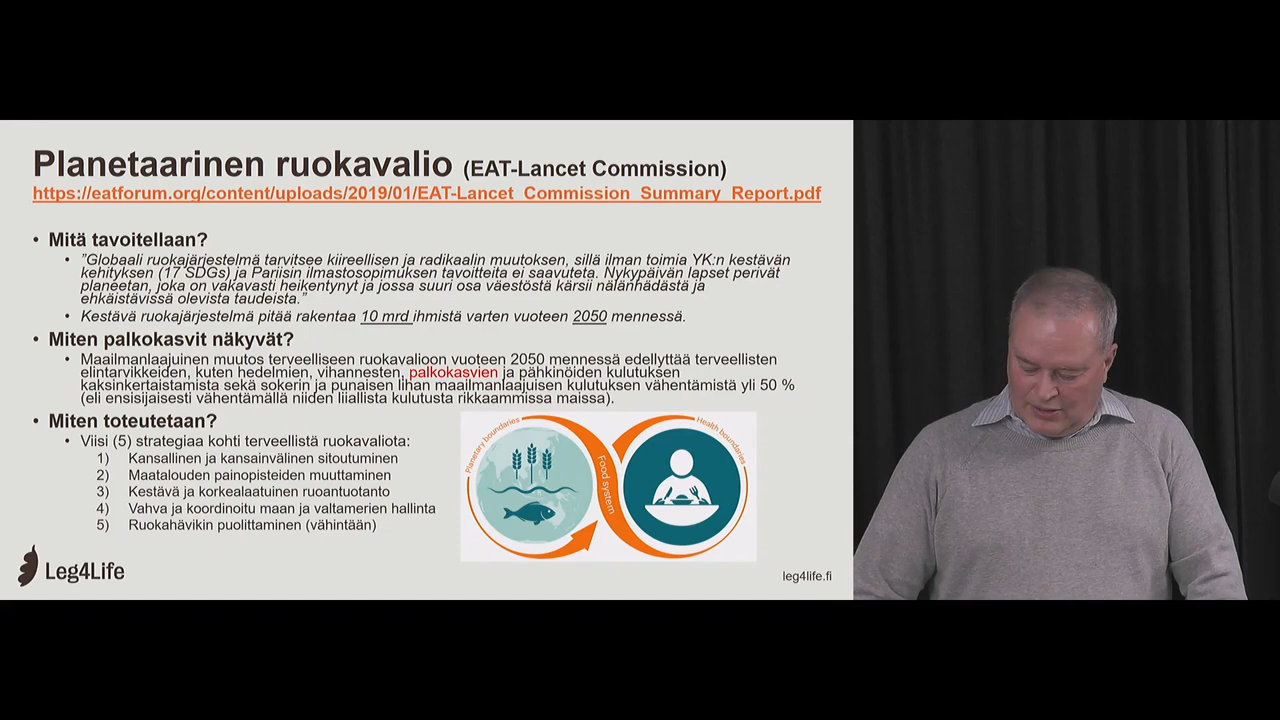 Planetaarinen ruokavalio (EAT-Lancet Commission)
https://eatforum.org/content/uploads/2019/01/EAT-Lancet_Commission_Summary_Report.pdf
• Mitä tavoitellaan?
• ”Globaali ruokajärjestelmä tarvitsee kiireellisen ja radikaalin muutoksen, sillä ilman toimia YK:n kestävän
kehityksen (17 SDGs) ja Pariisin ilmastosopimuksen tavoitteita ei saavuteta. Nykypäivän lapset perivät
planeetan, joka on vakavasti heikentynyt ja jossa suuri osa väestöstä kärsii nälänhädästä ja
ehkäistävissä olevista taudeista.”
• Kestävä ruokajärjestelmä pitää rakentaa 10 mrd ihmistä varten vuoteen 2050 mennessä.
• Miten palkokasvit näkyvät?
• Maailmanlaajuinen muutos terveelliseen ruokavalioon vuoteen 2050 mennessä edellyttää terveellisten
elintarvikkeiden, kuten hedelmien, vihannesten, palkokasvien ja pähkinöiden kulutuksen
kaksinkertaistamista sekä sokerin ja punaisen lihan maailmanlaajuisen kulutuksen vähentämistä yli 50 %
(eli ensisijaisesti vähentämällä niiden liiallista kulutusta rikkaammissa maissa).
• Miten toteutetaan?
• Viisi (5) strategiaa kohti terveellistä ruokavaliota:
1) Kansallinen ja kansainvälinen sitoutuminen
2) Maatalouden painopisteiden muuttaminen
3) Kestävä ja korkealaatuinen ruoantuotanto
4) Vahva ja koordinoitu maan ja valtamerien hallinta
5) Ruokahävikin puolittaminen (vähintään)
Planetary boundaries
Food system
Health boundaries
Leg4Life
leg4life.fi